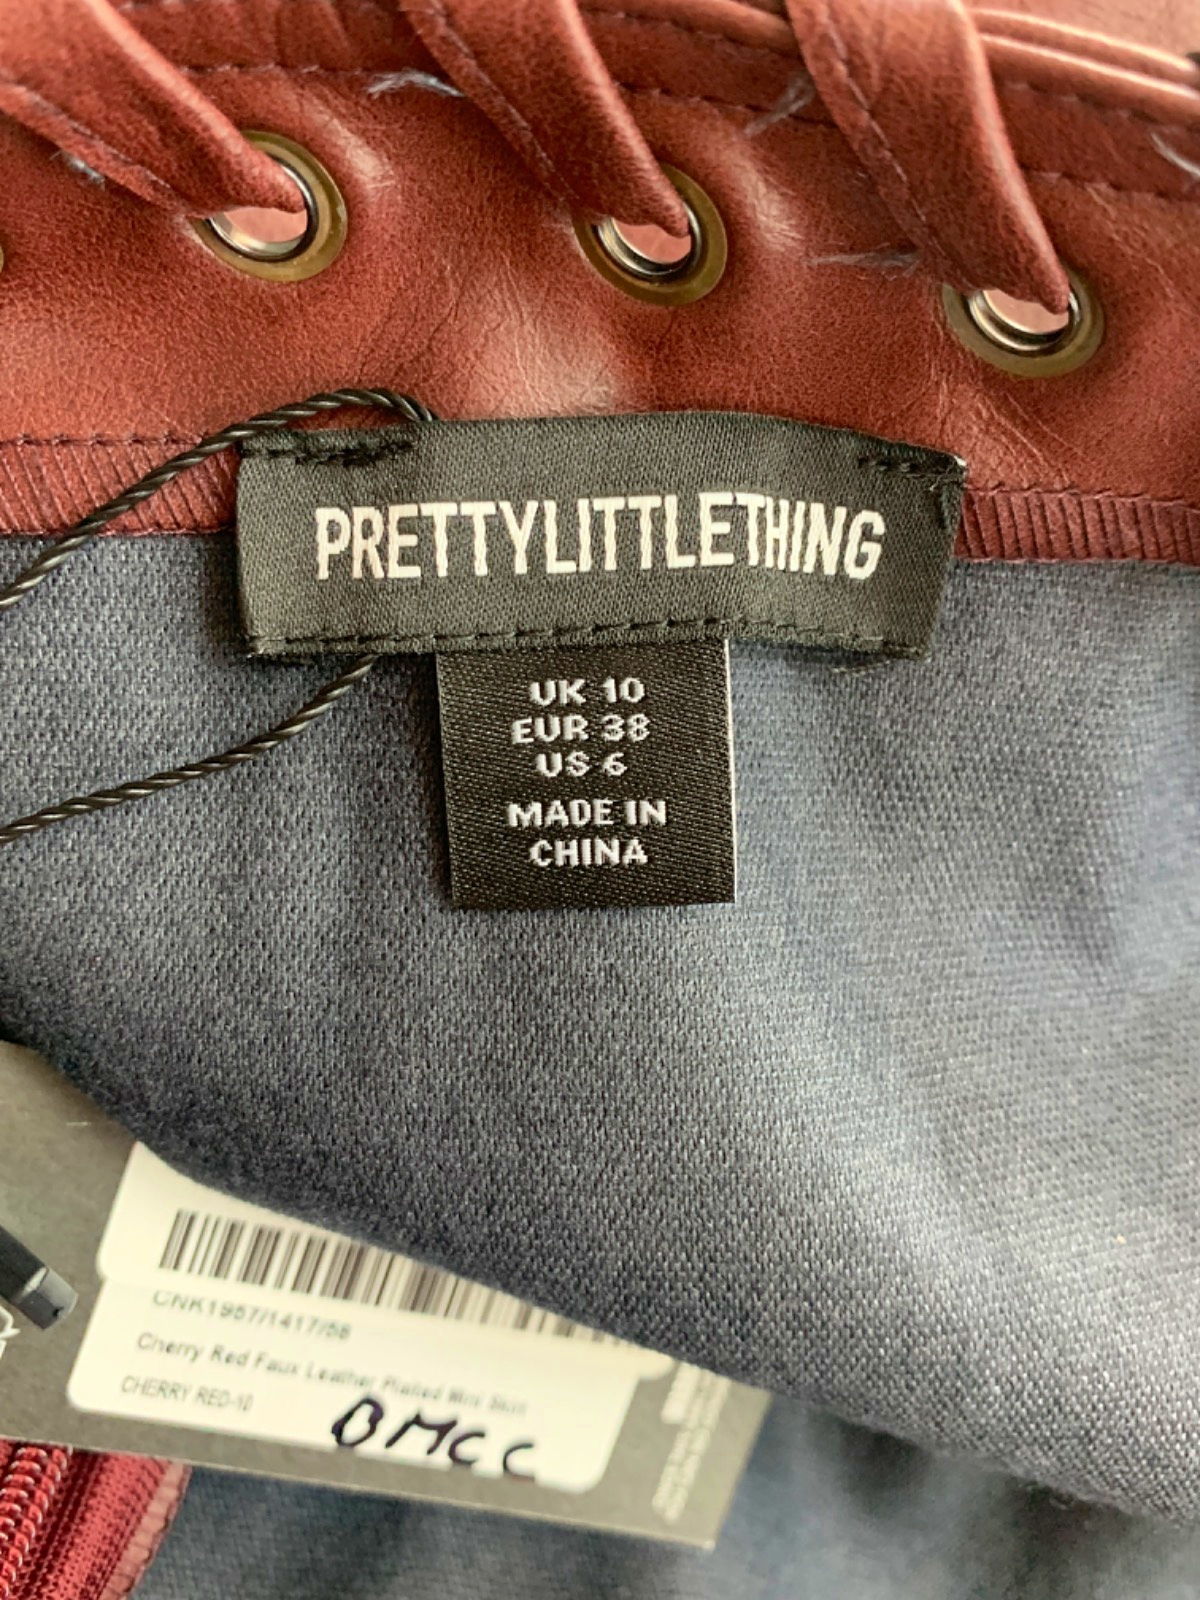 PRETTYLITTLETHING
UK 10
EUR 38
US 6
MADE IN
CHINA
CNK1957/1417/58
Cherry Red Faux Leather Plaited Mini Skirt
CHERRY RED-10
BMCC